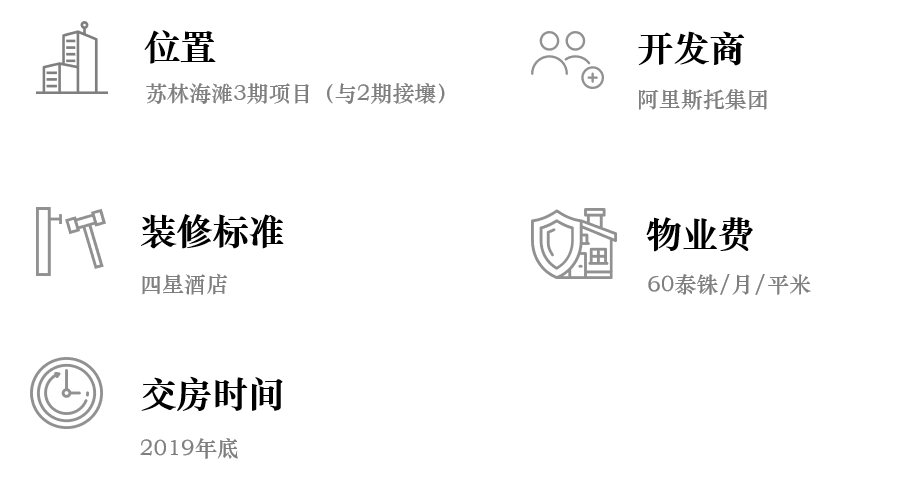 位置
苏林海滩3期项目（与2期接壤）
开发商
阿里斯托集团
装修标准
四星酒店
物业费
60泰铢/月/平米
交房时间
2019年底